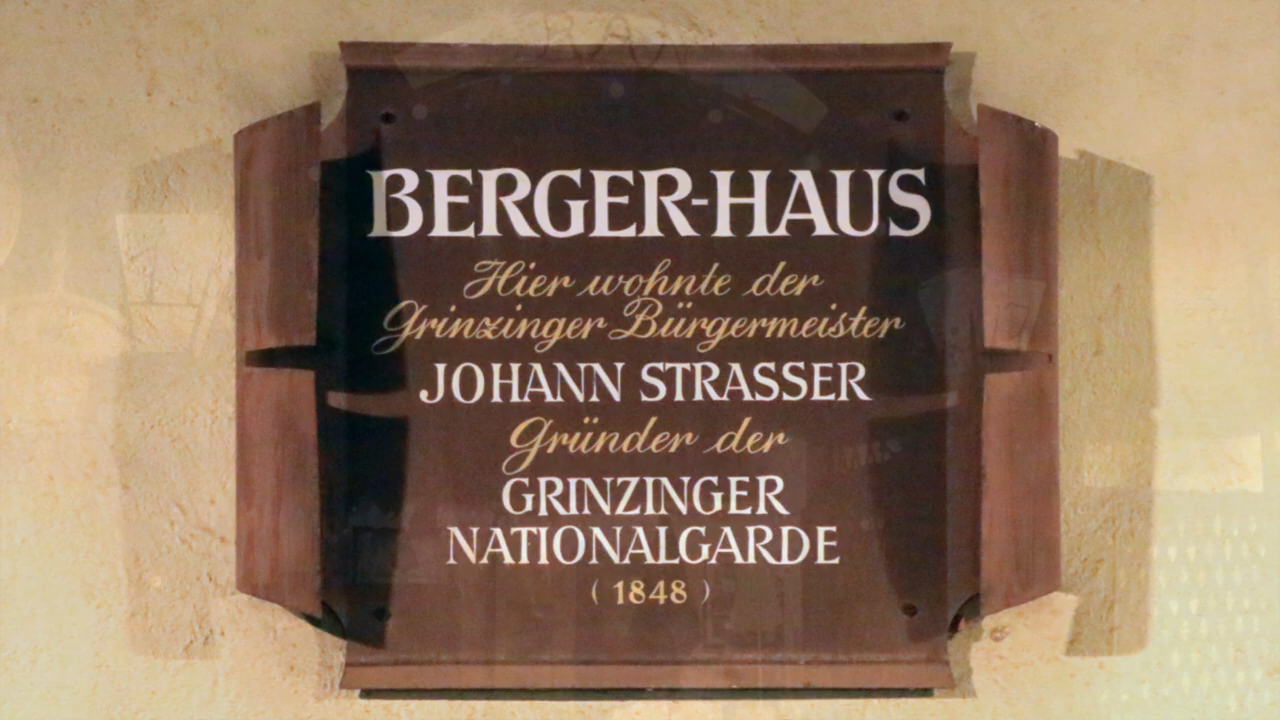 BERGER-HAUS
Hier wohnte der
Grinzinger Bürgermeister
JOHANN STRASSER
Gründer der
GRINZINGER
NATIONALGARDE
( 1848 )